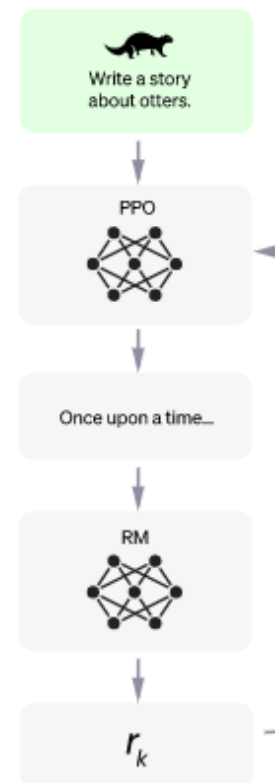 Write a story
about otters.
PPO
Once upon a time...
RM
r_k